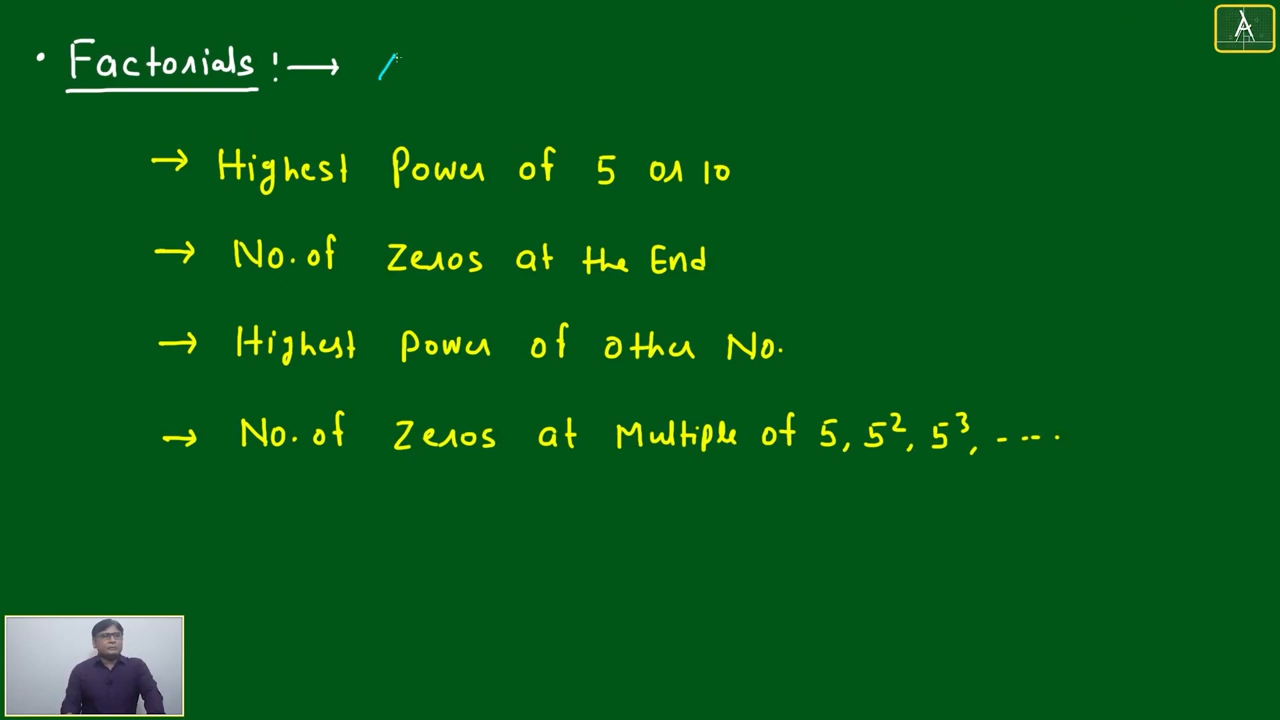 • Factorials :→
→ Highest Power of 5 or 10
→ No. of Zeros at the End
→ Highest Power of Other No.
→ No. of Zeros at Multiple of 5, 5², 5³, ----.